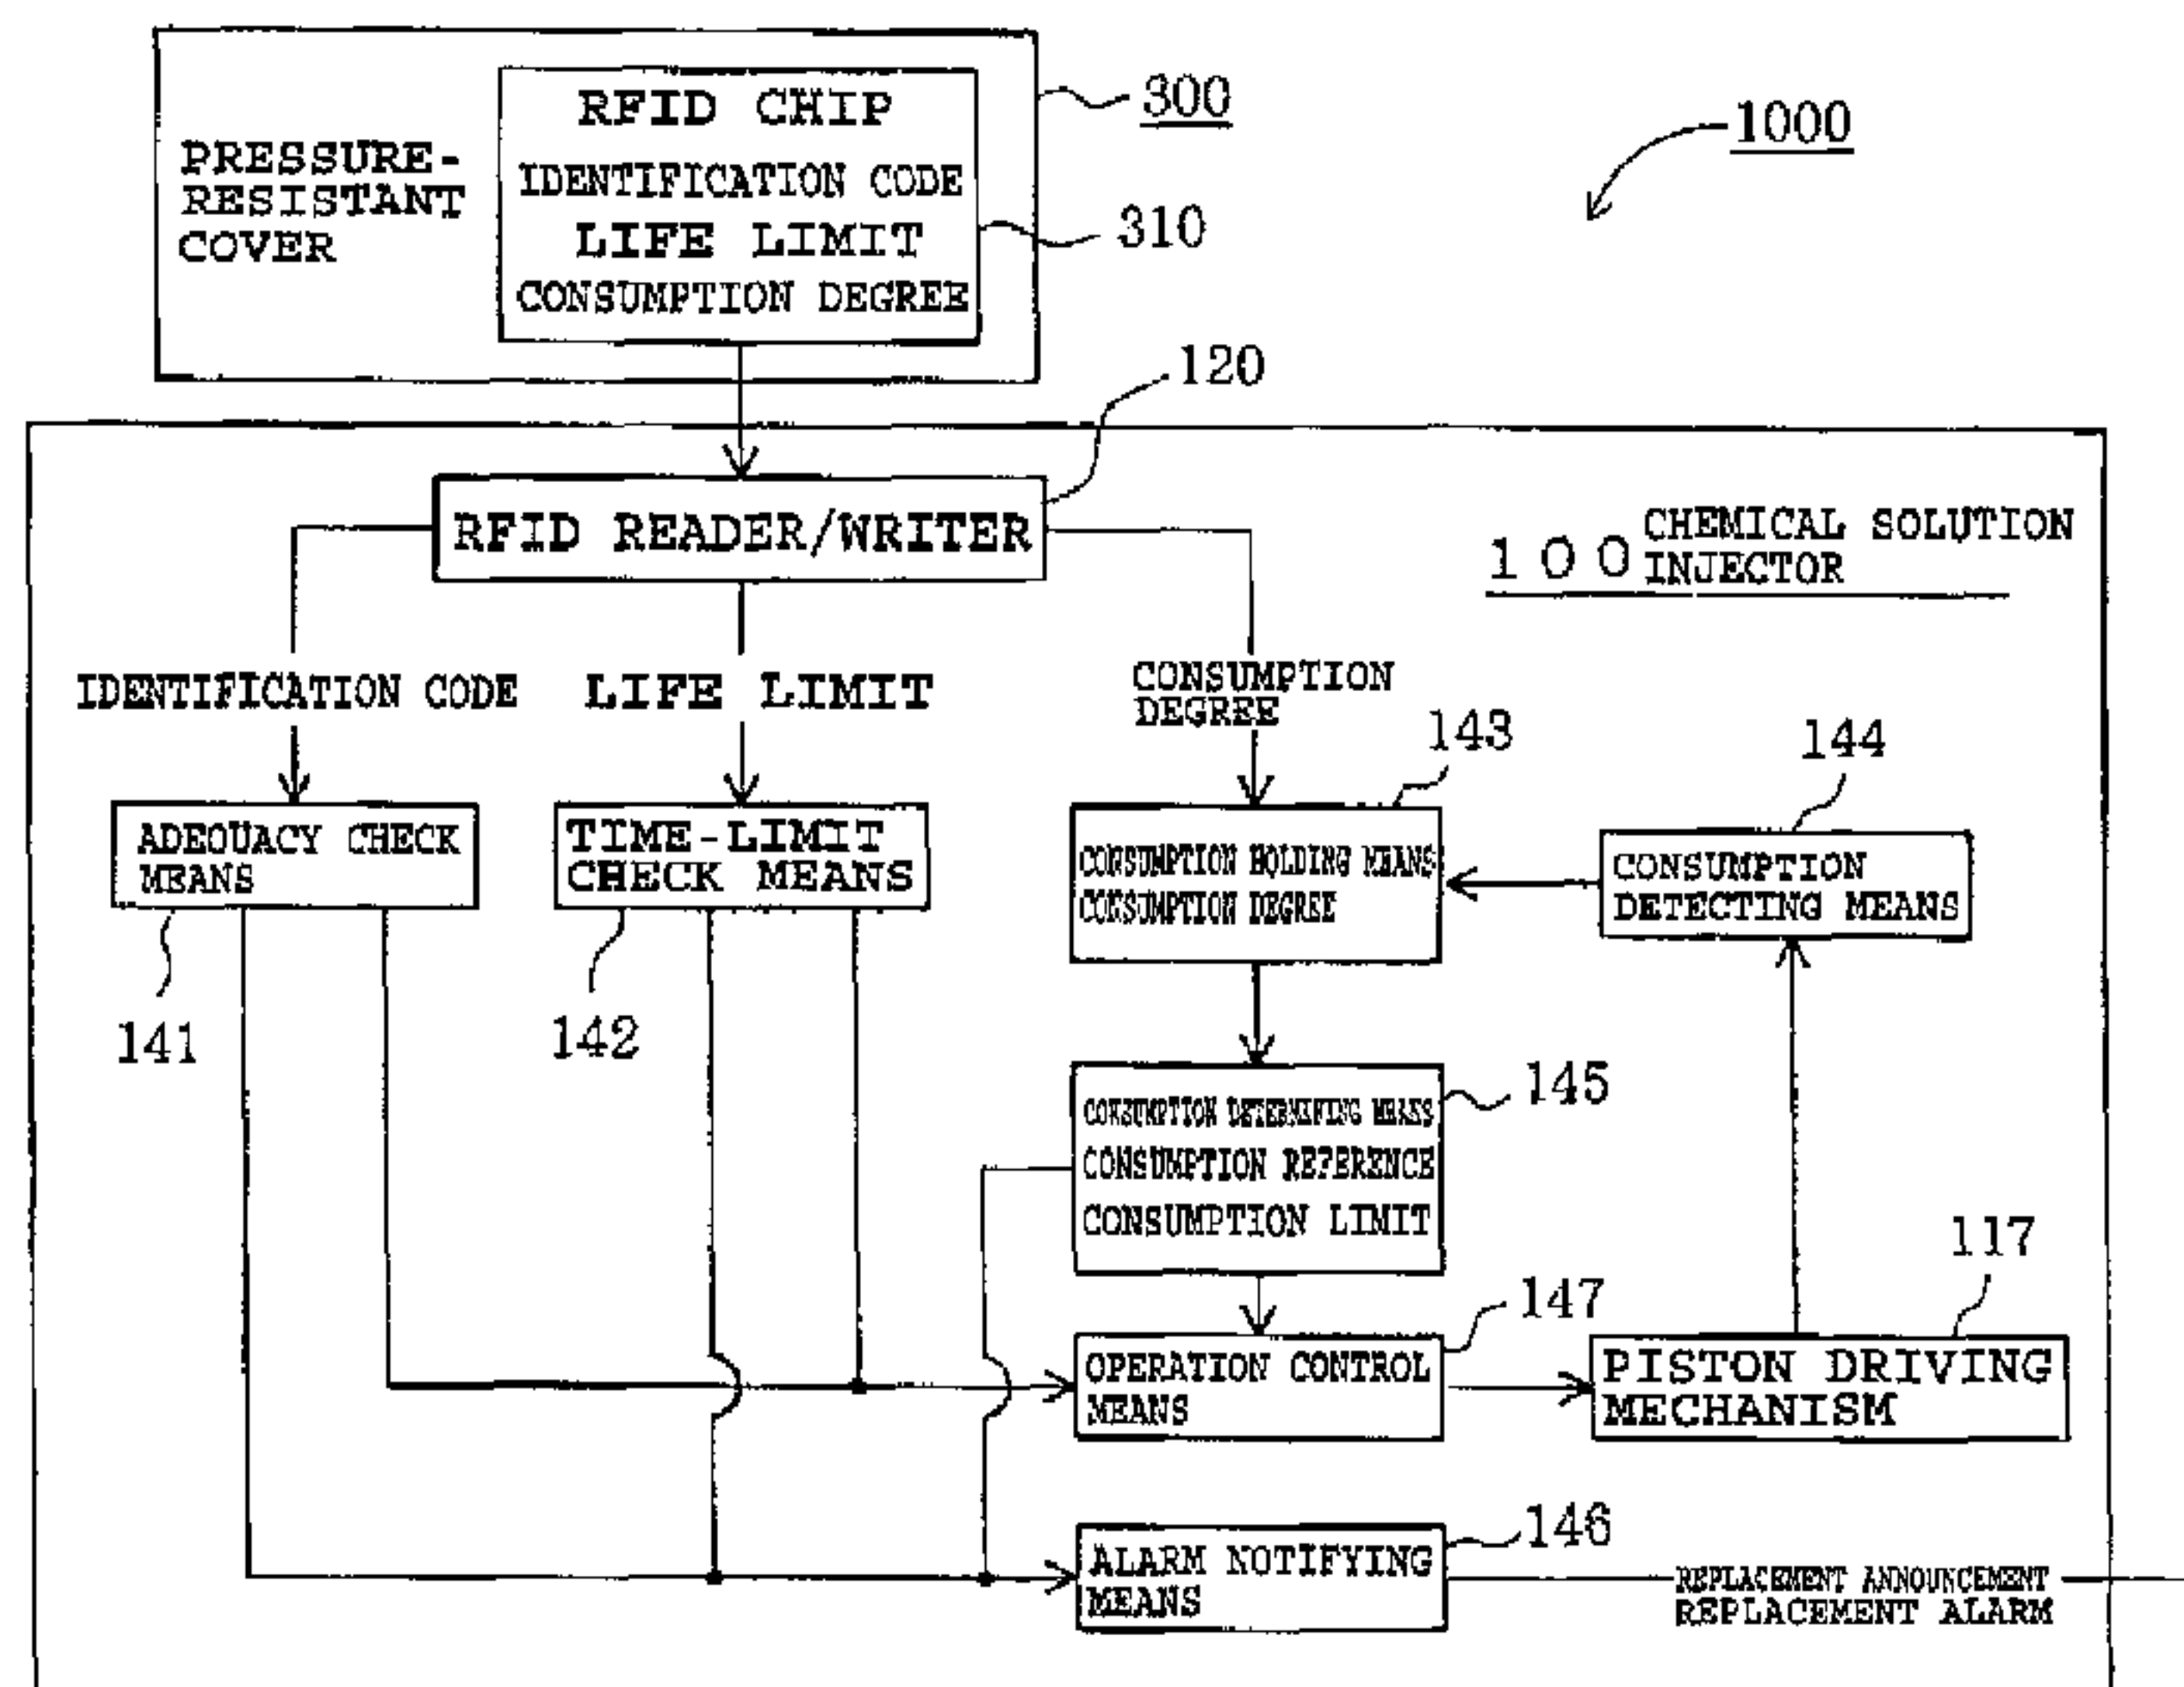 RFID CHIP
300
1000
PRESSURE-
RESISTANT
COVER
IDENTIFICATION CODE
LIFE LIMIT
310
CONSUMPTION DEGREE
120
RFID READER/WRITER
100 CHEMICAL SOLUTION
INJECTOR
IDENTIFICATION CODE
LIFE LIMIT
CONSUMPTION
DEGREE
143
144
ADEQUACY CHECK
MEANS
TIME-LIMIT
CHECK MEANS
CONSUMPTION HOLDING MEANS
CONSUMPTION DEGREE
CONSUMPTION
DETECTING MEANS
141
142
145
CONSUMPTION DETERMINING MEANS
CONSUMPTION REFERENCE
CONSUMPTION LIMIT
117
147
OPERATION CONTROL
MEANS
PISTON DRIVING
MECHANISM
146
ALARM NOTIFYING
MEANS
REPLACEMENT ANNOUNCEMENT
REPLACEMENT ALARM